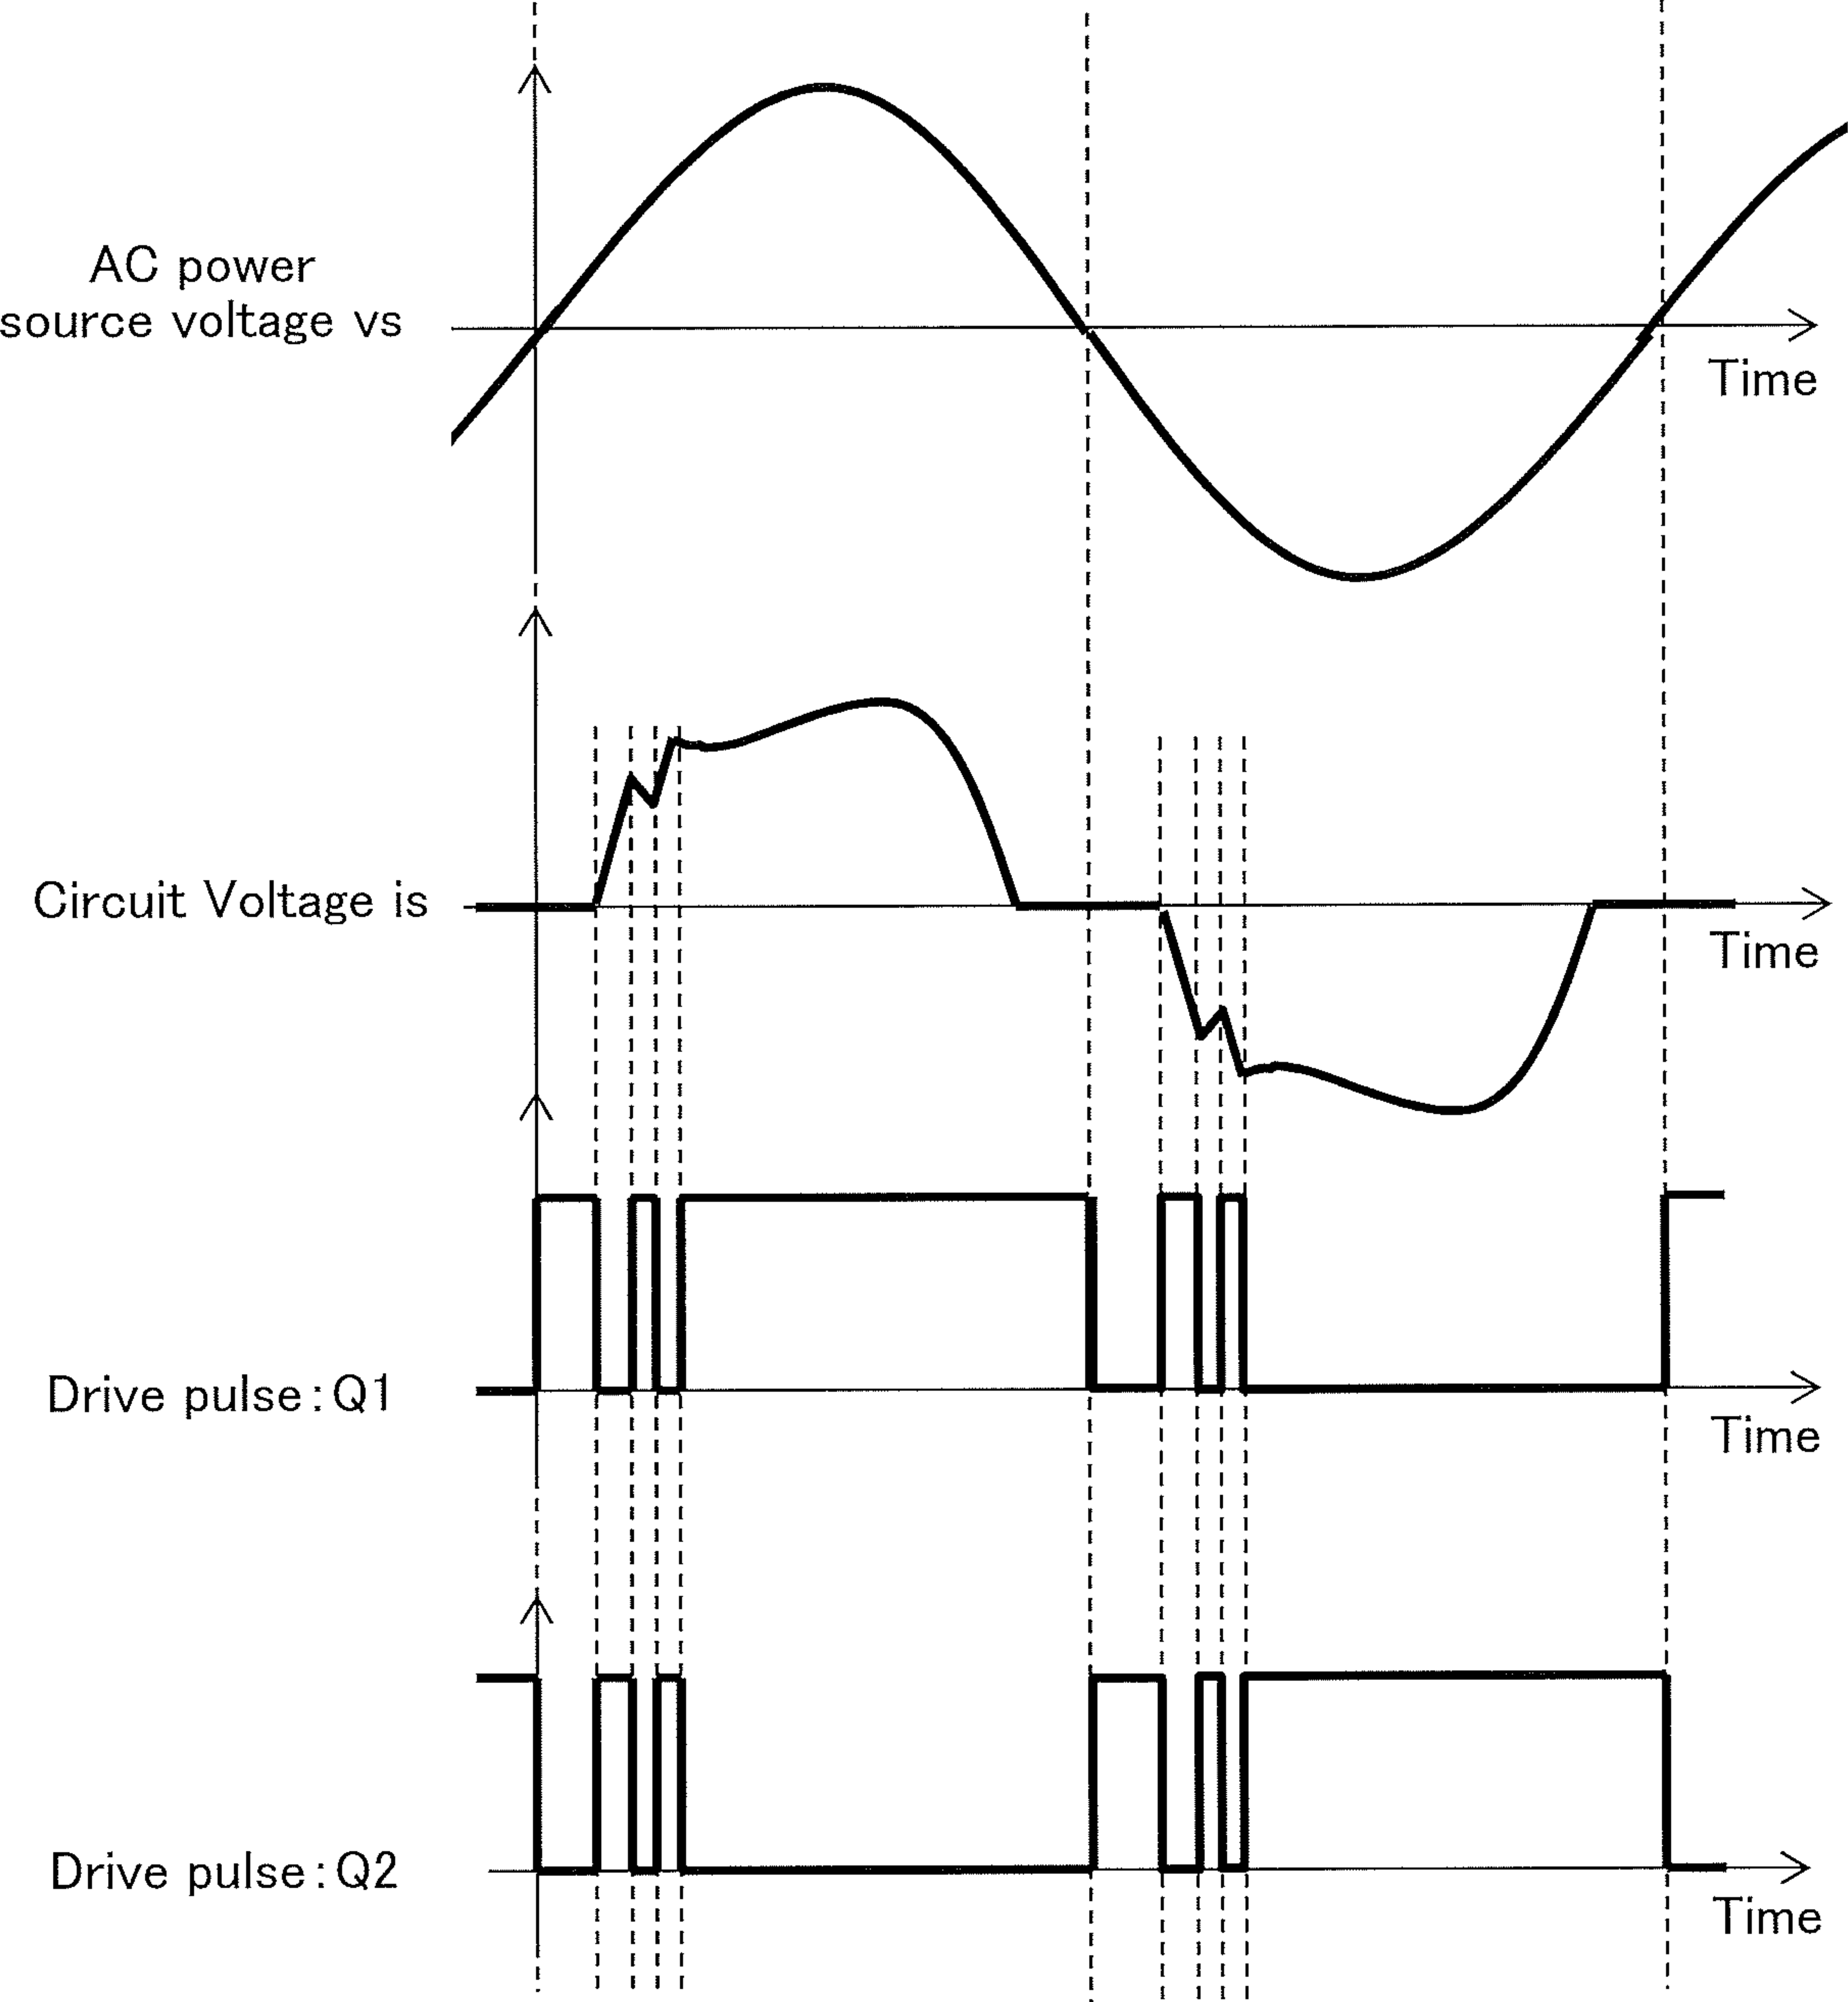 AC power
source voltage vs
Time
Circuit Voltage is
Time
Drive pulse:Q1
Time
Drive pulse:Q2
Time